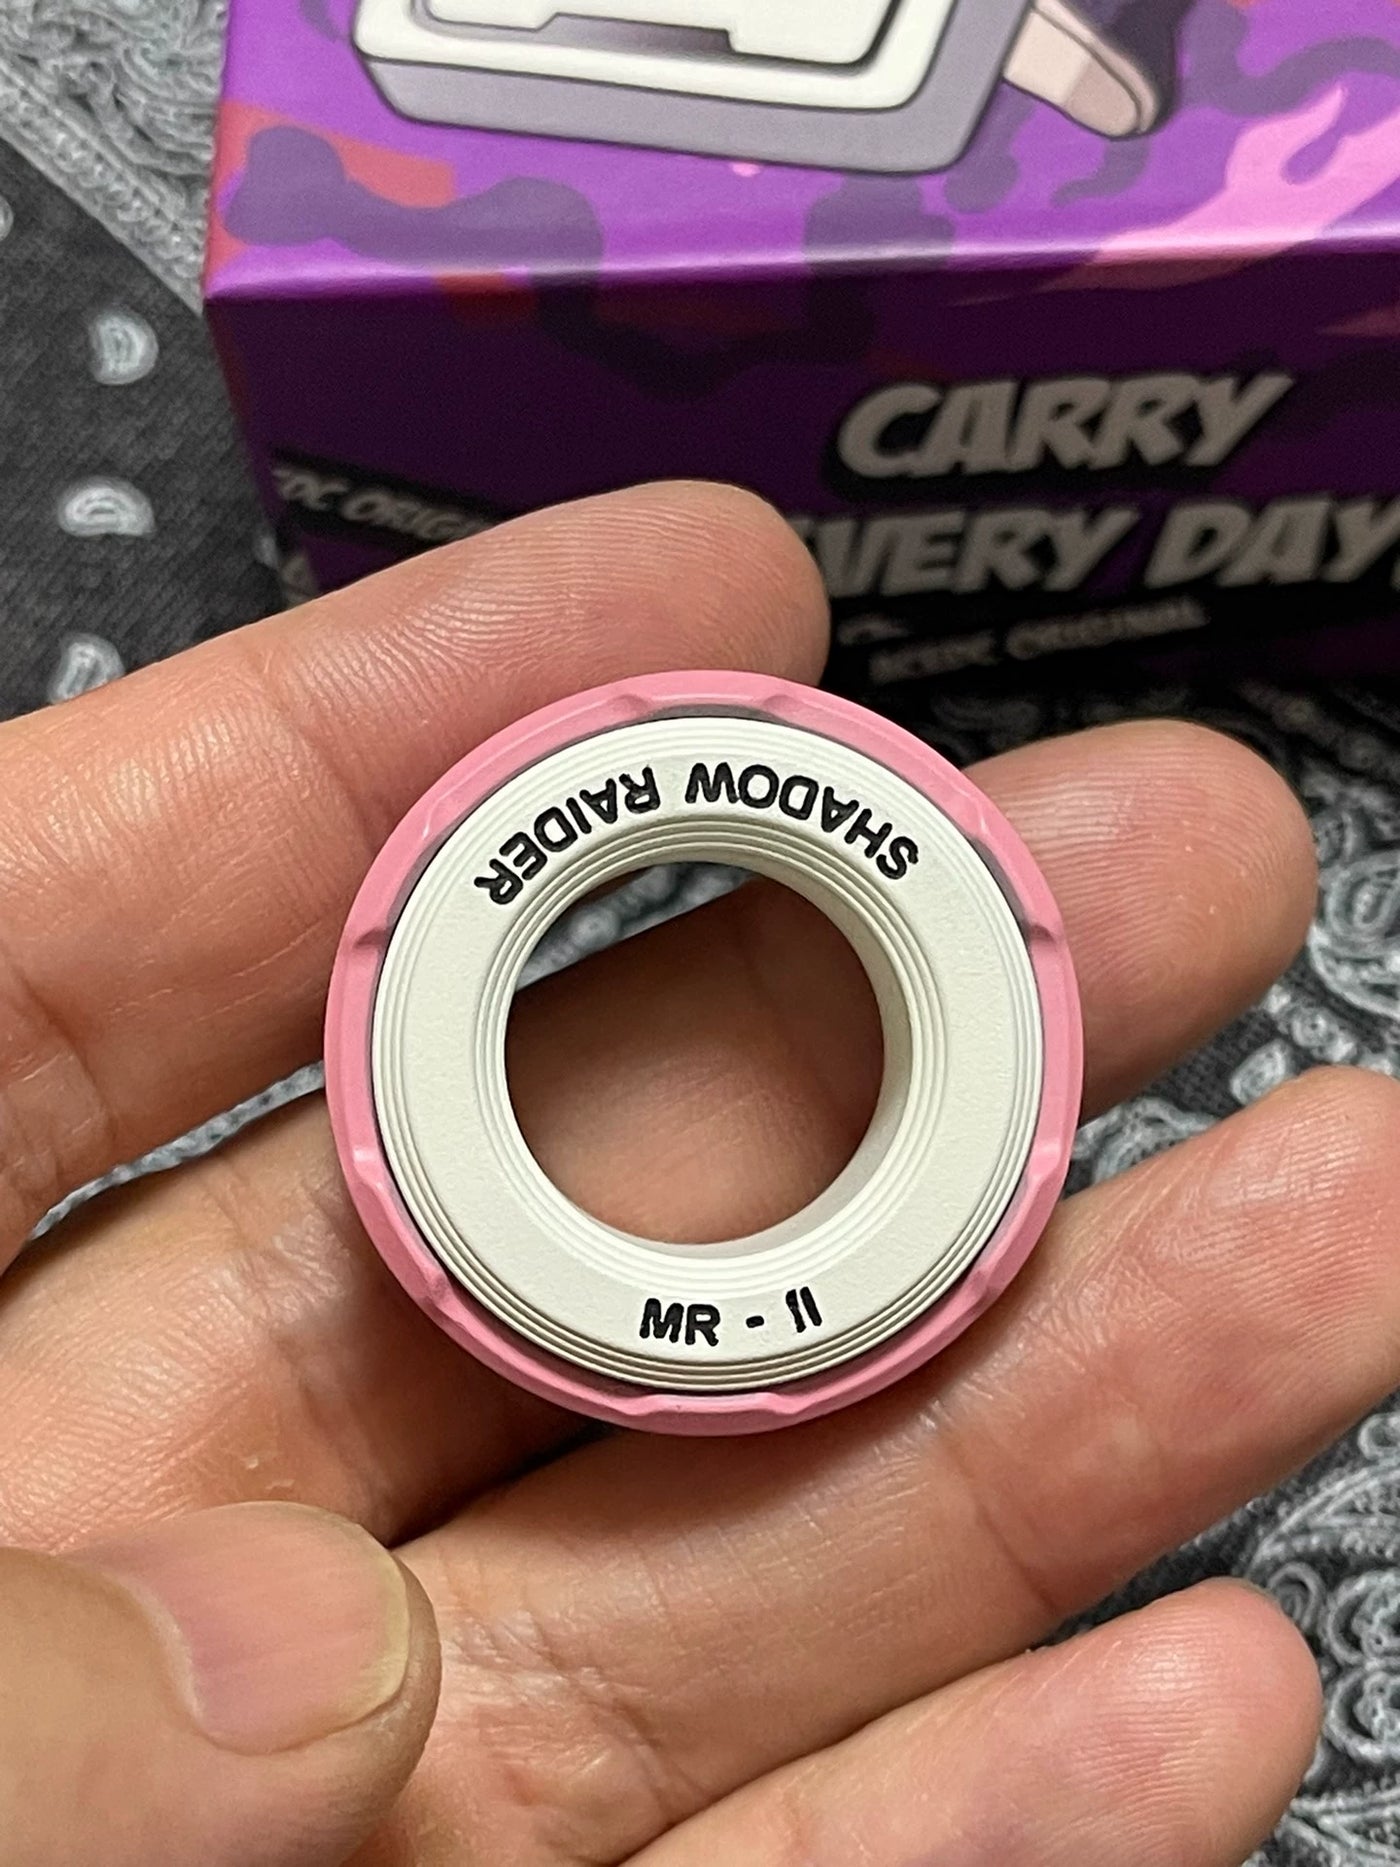 CARRY
EVERY DAY
SHADOW RAIDER
MR - II